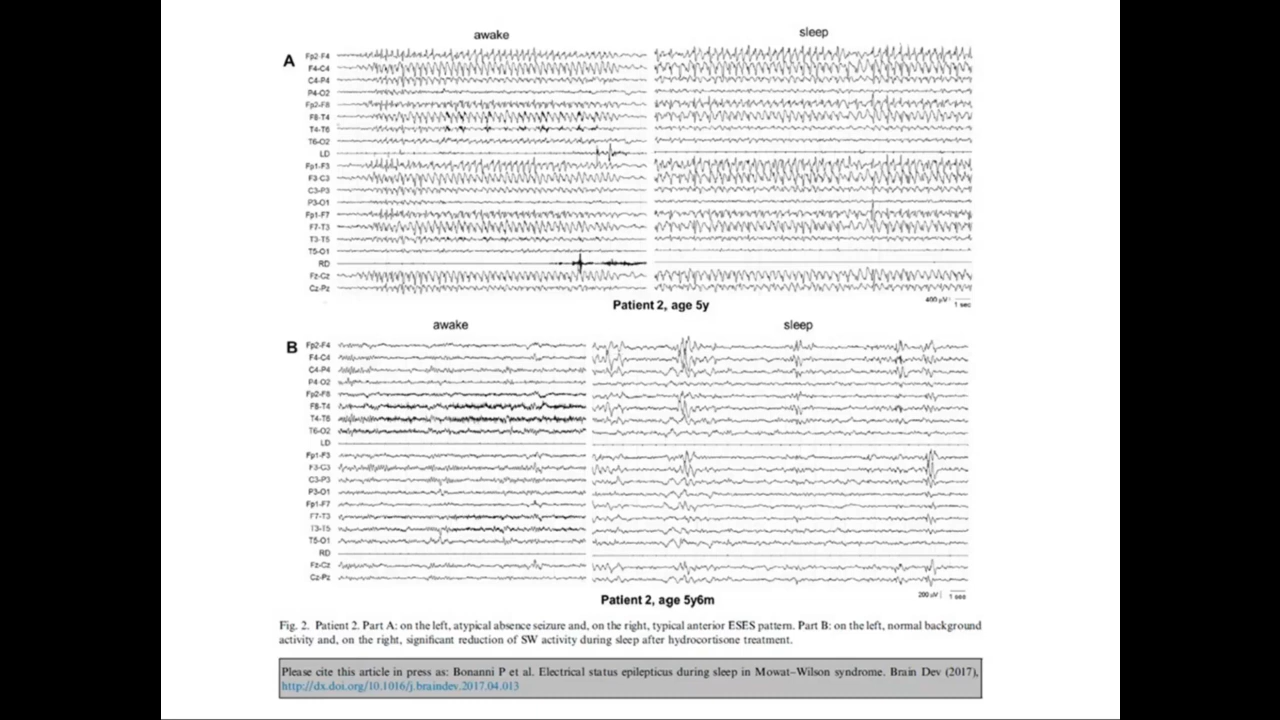 awake
sleep
A
Fp2-F4
F4-C4
C4-P4
P4-O2
Fp2-F8
F8-T4
T4-T6
T6-O2
LD
Fp1-F3
F3-C3
C3-P3
P3-O1
Fp1-F7
F7-T3
T3-T5
T5-O1
RD
Fz-Cz
Cz-Pz
400 µV
1 sec
Patient 2, age 5y
awake
sleep
B
Fp2-F4
F4-C4
C4-P4
P4-O2
Fp2-F8
F8-T4
T4-T6
T6-O2
LD
Fp1-F3
F3-C3
C3-P3
P3-O1
Fp1-F7
F7-T3
T3-T5
T5-O1
RD
Fz-Cz
Cz-Pz
200 µV
1 sec
Patient 2, age 5y6m
Fig. 2. Patient 2. Part A: on the left, atypical absence seizure and, on the right, typical anterior ESES pattern. Part B: on the left, normal background
activity and, on the right, significant reduction of SW activity during sleep after hydrocortisone treatment.
Please cite this article in press as: Bonanni P et al. Electrical status epilepticus during sleep in Mowat–Wilson syndrome. Brain Dev (2017),
http://dx.doi.org/10.1016/j.braindev.2017.04.013